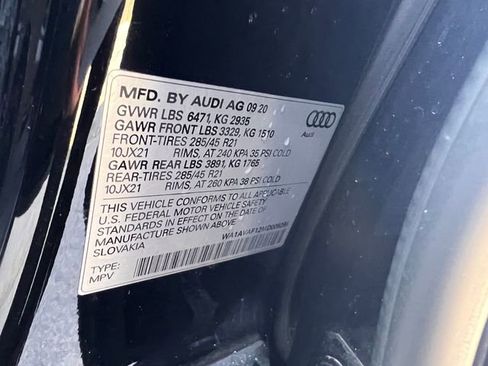 MFD. BY AUDI AG 09 20
GVWR LBS 6471, KG 2935
GAWR FRONT LBS 3329, KG 1510
FRONT-TIRES 285/45 R21
10JX21 RIMS, AT 240 KPA 35 PSI COLD
GAWR REAR LBS 3891, KG 1765
REAR-TIRES 285/45 R21
10JX21 RIMS, AT 260 KPA 38 PSI COLD
Audi
THIS VEHICLE CONFORMS TO ALL APPLICABLE
U.S. FEDERAL MOTOR VEHICLE SAFETY
STANDARDS IN EFFECT ON THE DATE OF
MANUFACTURE SHOWN ABOVE
SLOVAKIA
TYPE:
MPV